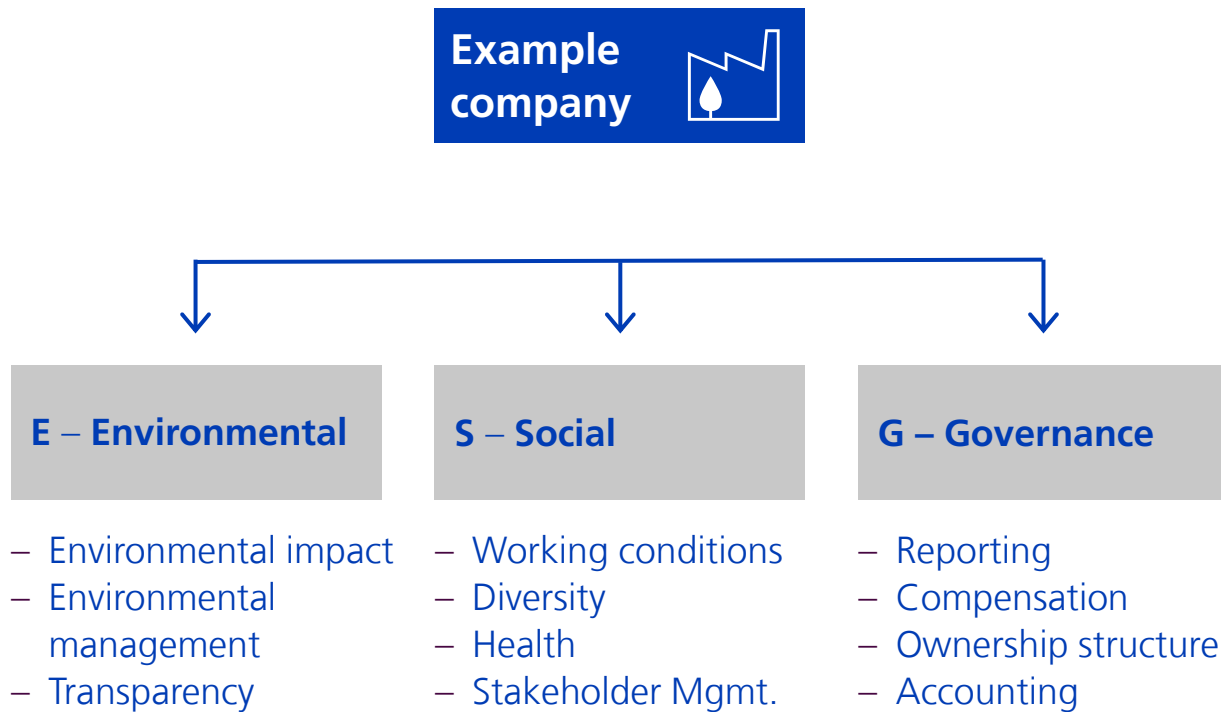 Example
company
E – Environmental
– Environmental impact
– Environmental
management
– Transparency
S – Social
– Working conditions
– Diversity
– Health
– Stakeholder Mgmt.
G – Governance
– Reporting
– Compensation
– Ownership structure
– Accounting